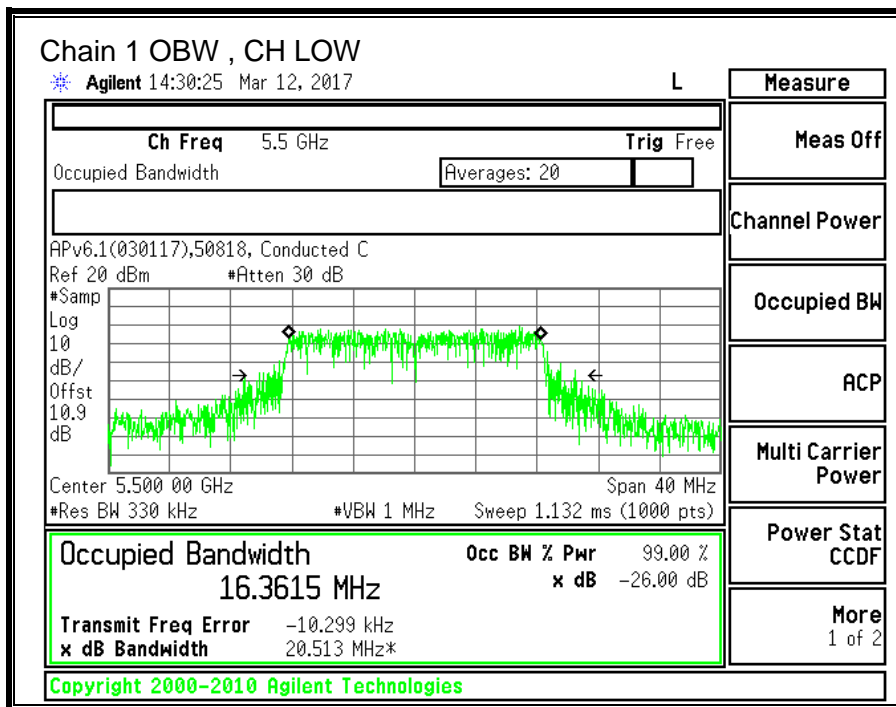 Chain 1 OBW , CH LOW
Agilent 14:30:25 Mar 12, 2017 L
Measure
Ch Freq 5.5 GHz Trig Free
Occupied Bandwidth Averages: 20
APv6.1(030117),50818, Conducted C
Ref 20 dBm #Atten 30 dB
#Samp
Log
10
dB/
Offst
10.9
dB
Center 5.500 00 GHz Span 40 MHz
#Res BW 330 kHz #VBW 1 MHz Sweep 1.132 ms (1000 pts)
Occupied Bandwidth
16.3615 MHz
Occ BW % Pwr 99.00 %
x dB -26.00 dB
Transmit Freq Error -10.299 kHz
x dB Bandwidth 20.513 MHz*
Copyright 2000-2010 Agilent Technologies
Meas Off
Channel Power
Occupied BW
ACP
Multi Carrier
Power
Power Stat
CCDF
More
1 of 2